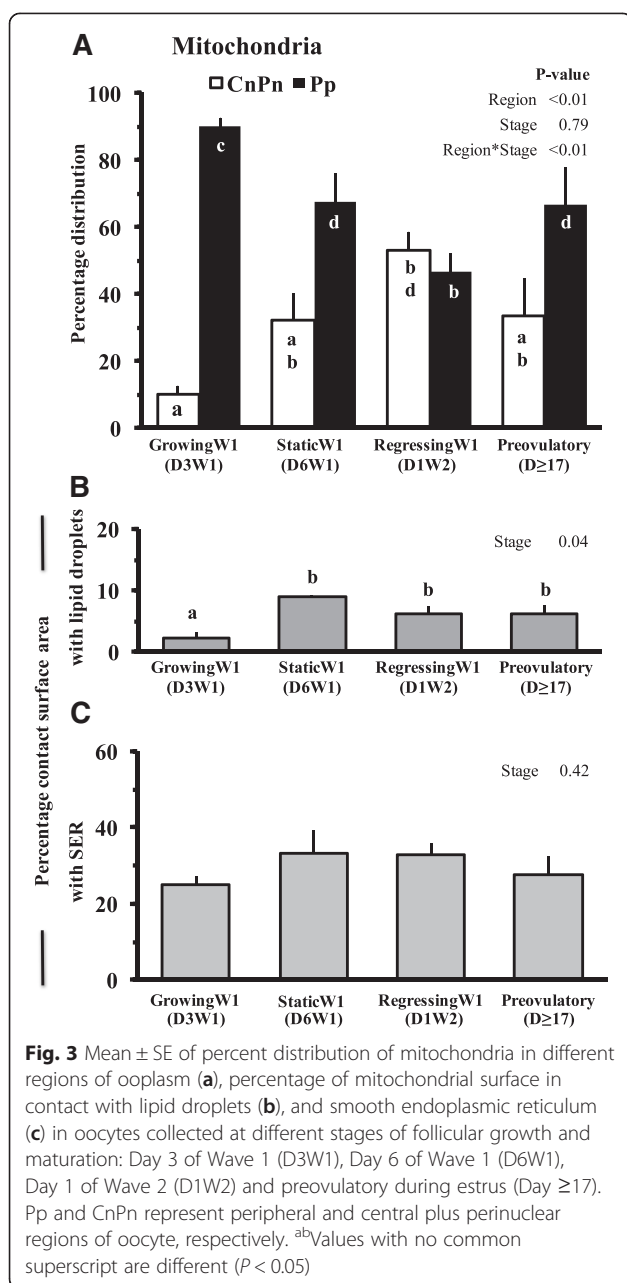 A Mitochondria
CnPn Pp
P-value
Region <0.01
Stage 0.79
Region*Stage <0.01
Percentage distribution
100
80
60
40
20
0
a
c
a
b
d
b
d
b
a
b
d
GrowingW1 StaticW1 RegressingW1 Preovulatory
(D3W1) (D6W1) (D1W2) (D≥17)
B
Percentage contact surface area
with lipid droplets
20
10
0
Stage 0.04
a b b b
GrowingW1 StaticW1 RegressingW1 Preovulatory
(D3W1) (D6W1) (D1W2) (D≥17)
C
with SER
60
40
20
0
Stage 0.42
GrowingW1 StaticW1 RegressingW1 Preovulatory
(D3W1) (D6W1) (D1W2) (D≥17)
Fig. 3 Mean ± SE of percent distribution of mitochondria in different
regions of ooplasm (a), percentage of mitochondrial surface in
contact with lipid droplets (b), and smooth endoplasmic reticulum
(c) in oocytes collected at different stages of follicular growth and
maturation: Day 3 of Wave 1 (D3W1), Day 6 of Wave 1 (D6W1),
Day 1 of Wave 2 (D1W2) and preovulatory during estrus (Day ≥17).
Pp and CnPn represent peripheral and central plus perinuclear
regions of oocyte, respectively. abValues with no common
superscript are different (P < 0.05)